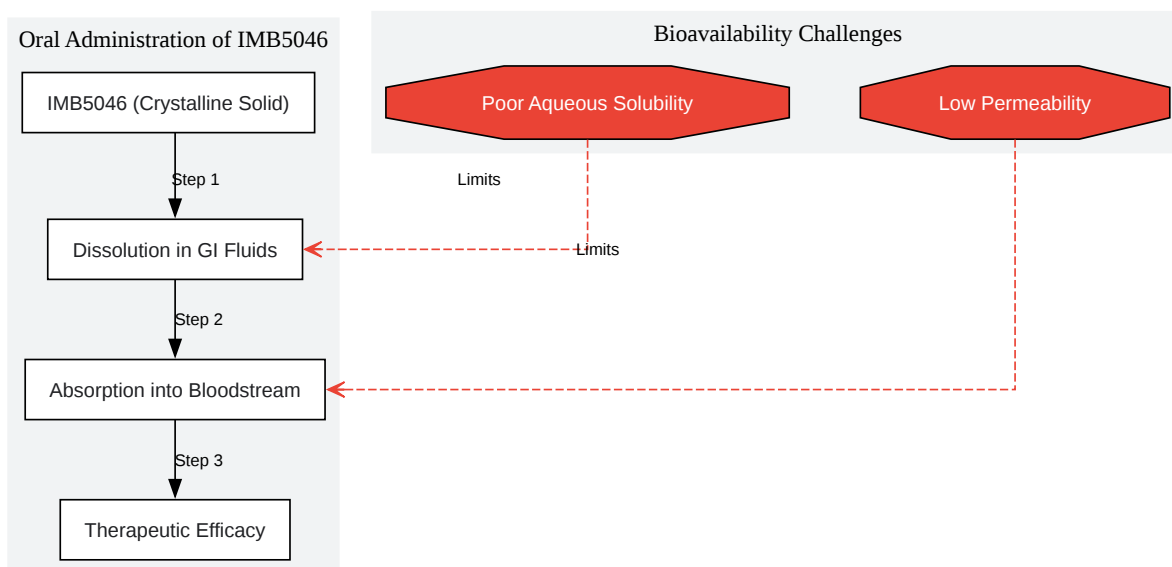 Oral Administration of IMB5046
IMB5046 (Crystalline Solid)
Step 1
Dissolution in GI Fluids
Step 2
Absorption into Bloodstream
Step 3
Therapeutic Efficacy
Bioavailability Challenges
Poor Aqueous Solubility
Low Permeability
Limits
Limits